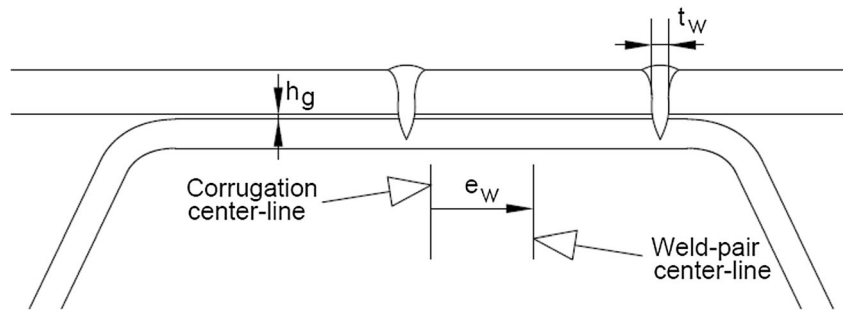 t_w
h_g
Corrugation
center-line
e_w
Weld-pair
center-line